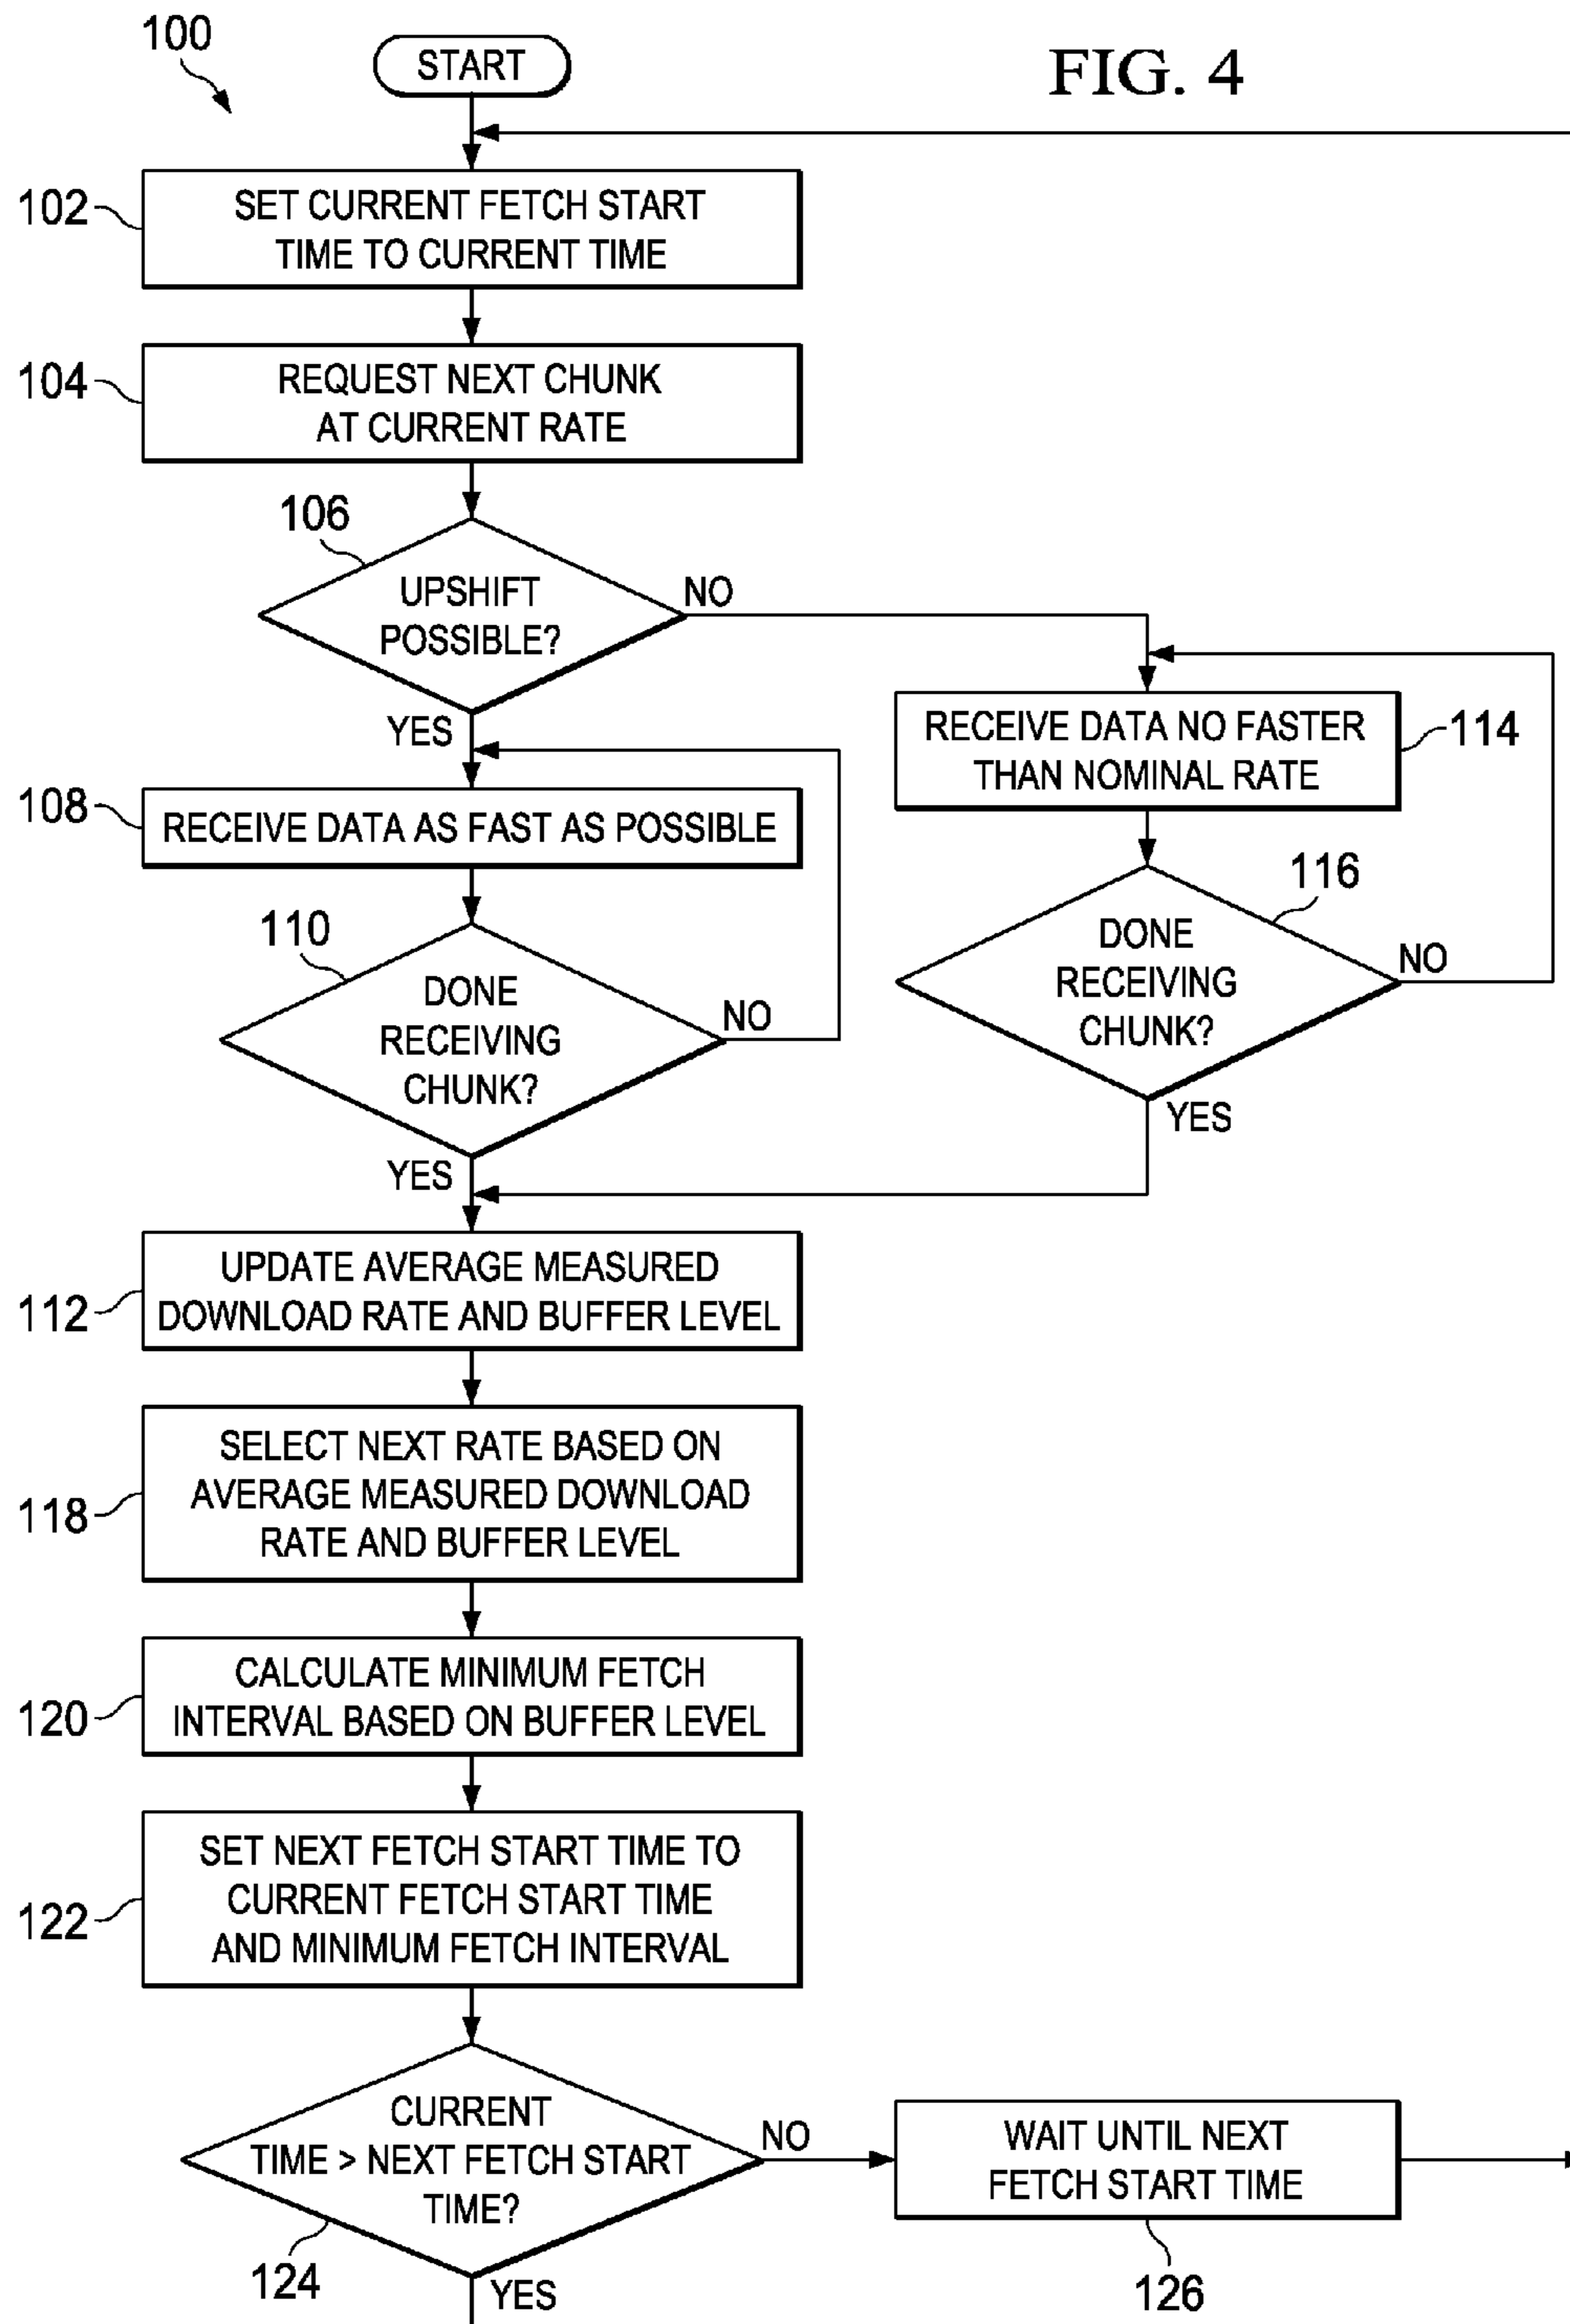 100
START
FIG. 4
102
SET CURRENT FETCH START
TIME TO CURRENT TIME
104
REQUEST NEXT CHUNK
AT CURRENT RATE
106
UPSHIFT
POSSIBLE?
NO
YES
RECEIVE DATA NO FASTER
THAN NOMINAL RATE
114
108
RECEIVE DATA AS FAST AS POSSIBLE
116
DONE
RECEIVING
CHUNK?
NO
YES
110
DONE
RECEIVING
CHUNK?
NO
YES
112
UPDATE AVERAGE MEASURED
DOWNLOAD RATE AND BUFFER LEVEL
118
SELECT NEXT RATE BASED ON
AVERAGE MEASURED DOWNLOAD
RATE AND BUFFER LEVEL
120
CALCULATE MINIMUM FETCH
INTERVAL BASED ON BUFFER LEVEL
122
SET NEXT FETCH START TIME TO
CURRENT FETCH START TIME
AND MINIMUM FETCH INTERVAL
CURRENT
TIME > NEXT FETCH START
TIME?
NO
124
YES
WAIT UNTIL NEXT
FETCH START TIME
126